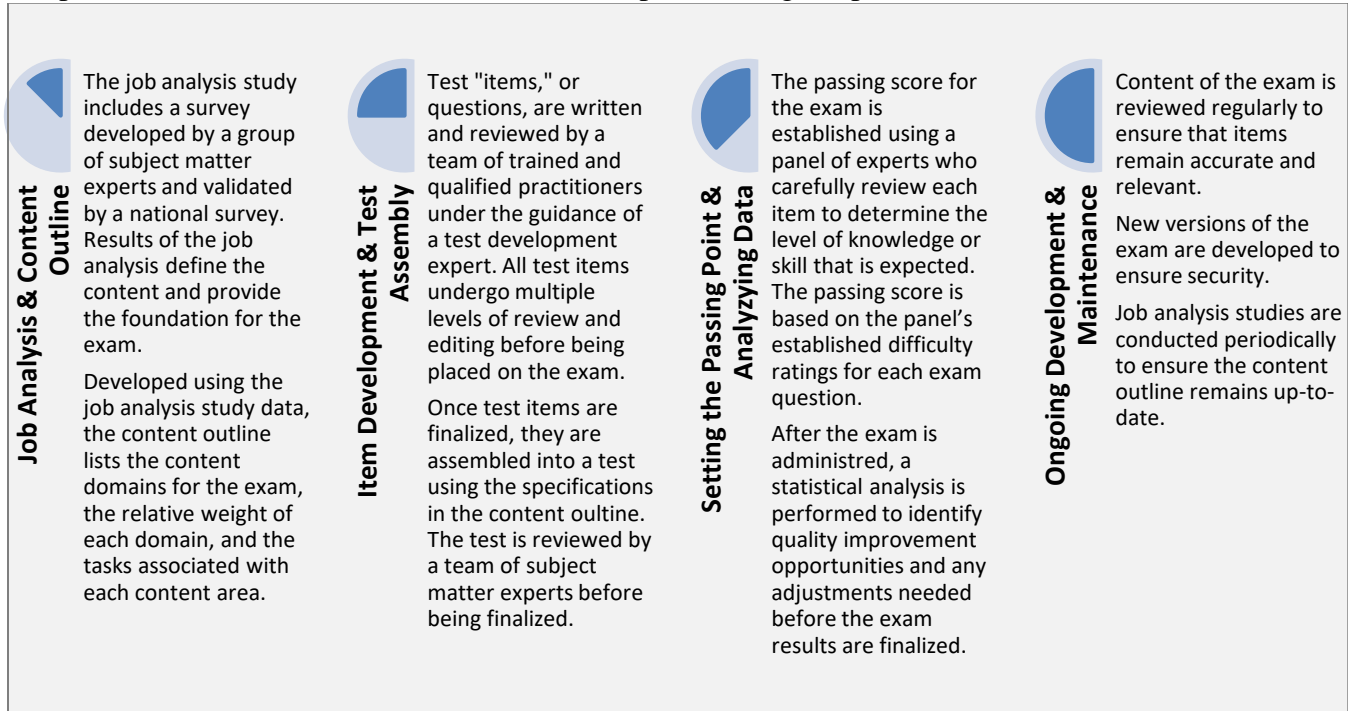 Job Analysis & Content
Outline
The job analysis study
includes a survey
developed by a group
of subject matter
experts and validated
by a national survey.
Results of the job
analysis define the
content and provide
the foundation for the
exam.
Developed using the
job analysis study data,
the content outline
lists the content
domains for the exam,
the relative weight of
each domain, and the
tasks associated with
each content area.
Item Development & Test
Assembly
Test "items," or
questions, are written
and reviewed by a
team of trained and
qualified practitioners
under the guidance of
a test development
expert. All test items
undergo multiple
levels of review and
editing before being
placed on the exam.
Once test items are
finalized, they are
assembled into a test
using the specifications
in the content oultine.
The test is reviewed by
a team of subject
matter experts before
being finalized.
Setting the Passing Point &
Analyzying Data
The passing score for
the exam is
established using a
panel of experts who
carefully review each
item to determine the
level of knowledge or
skill that is expected.
The passing score is
based on the panel’s
established difficulty
ratings for each exam
question.
After the exam is
administred, a
statistical analysis is
performed to identify
quality improvement
opportunities and any
adjustments needed
before the exam
results are finalized.
Ongoing Development &
Maintenance
Content of the exam is
reviewed regularly to
ensure that items
remain accurate and
relevant.
New versions of the
exam are developed to
ensure security.
Job analysis studies are
conducted periodically
to ensure the content
outline remains up-to-
date.